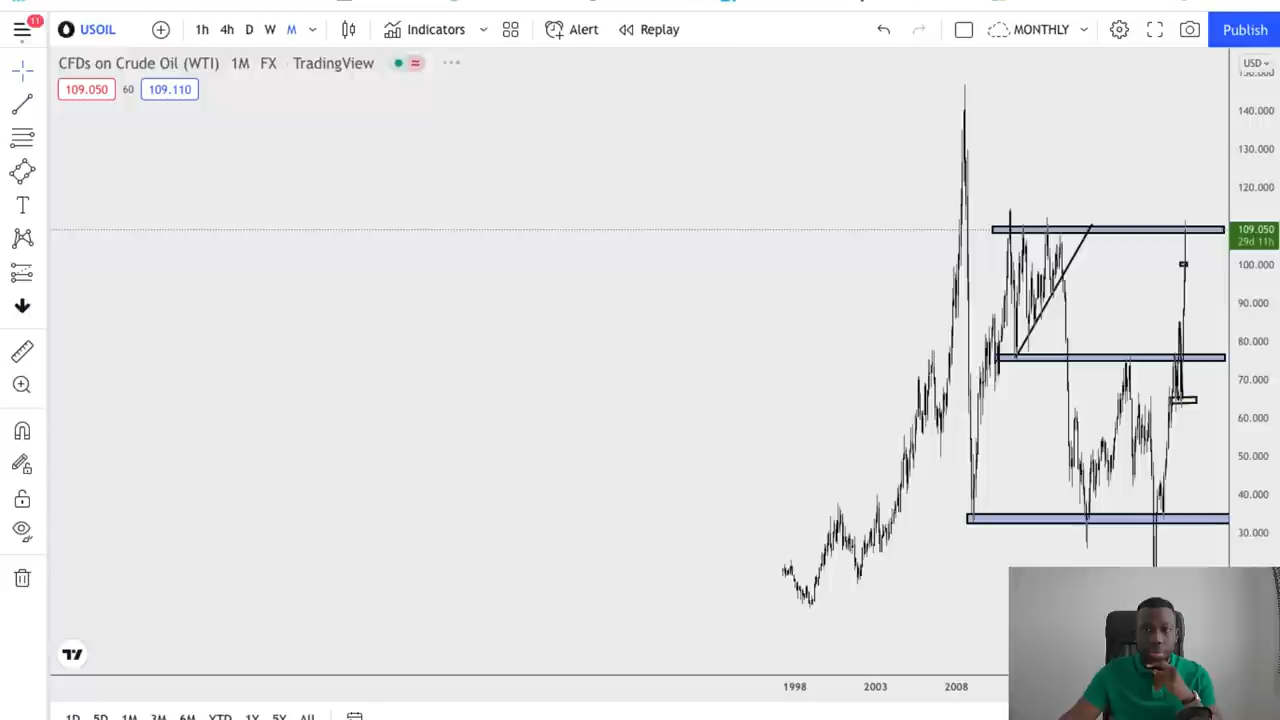 11
USOIL 1h 4h D W M Indicators Alert Replay MONTHLY Publish
CFDs on Crude Oil (WTI) 1M FX TradingView
USD
109.050 60 109.110
140.000
130.000
120.000
109.050
29d 11h
100.000
90.000
80.000
70.000
60.000
50.000
40.000
30.000
1998 2003 2008
1D 5D 1M 3M 6M YTD 1Y 5Y All